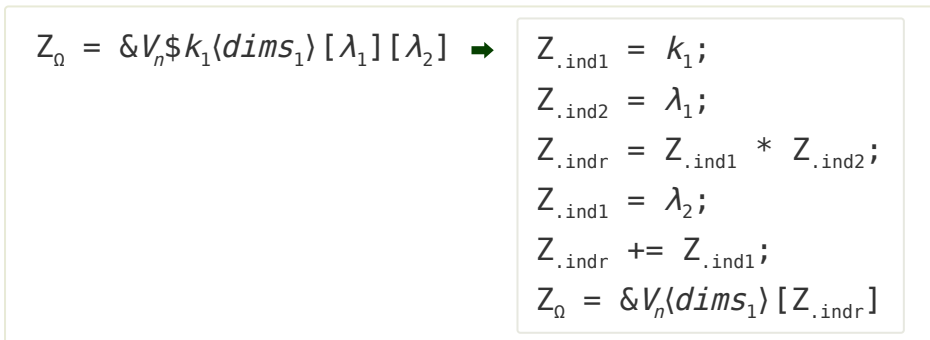 Z_Ω = &V_n$k_1⟨dims_1⟩[λ_1][λ_2] ➡ Z_.ind1 = k_1;
Z_.ind2 = λ_1;
Z_.indr = Z_.ind1 * Z_.ind2;
Z_.ind1 = λ_2;
Z_.indr += Z_.ind1;
Z_Ω = &V_n⟨dims_1⟩[Z_.indr]